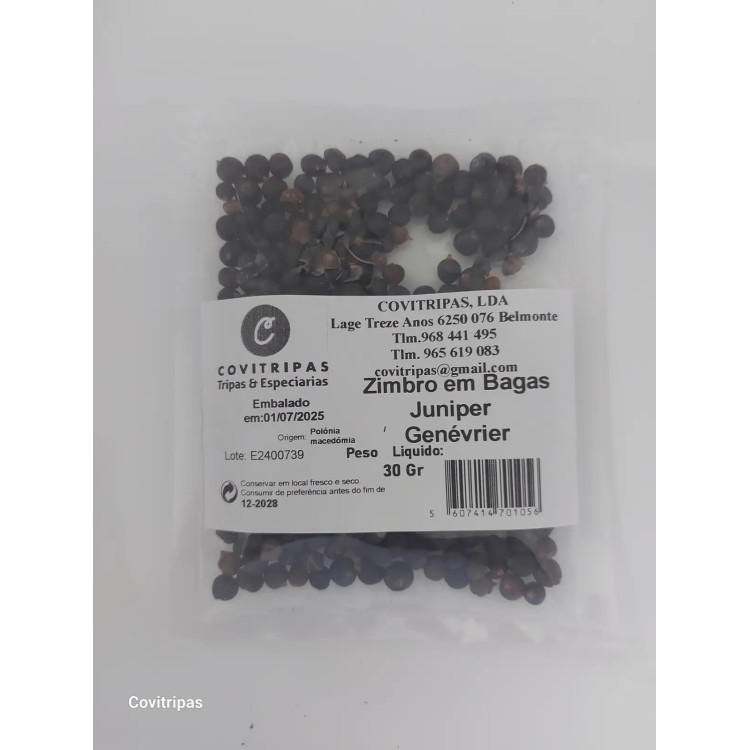 COVITRIPAS, LDA
Lage Treze Anos 6250 076 Belmonte
Tlm.968 441 495
Tlm. 965 619 083
covitripas@gmail.com
C
COVITRIPAS
Tripas & Especiarias
Zimbro em Bagas
Juniper
Genévrier
Embalado
em:01/07/2025
Origem: Polónia /
macedómia
Lote: E2400739
Peso Liquido:
30 Gr
Conservar em local fresco e seco.
Consumir de preferência antes do fim de
12-2028
5 607414 701056
Covitripas